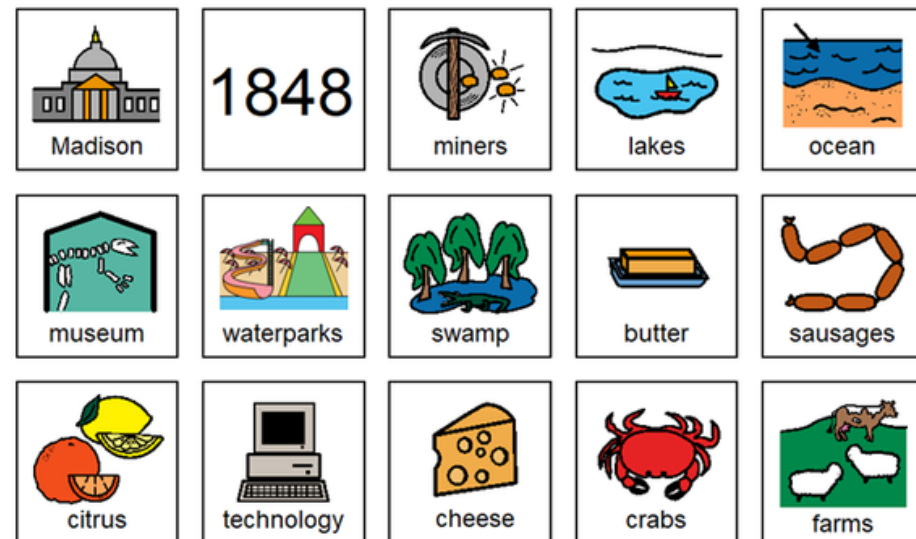 Madison
1848
miners
lakes
ocean
museum
waterparks
swamp
butter
sausages
citrus
technology
cheese
crabs
farms